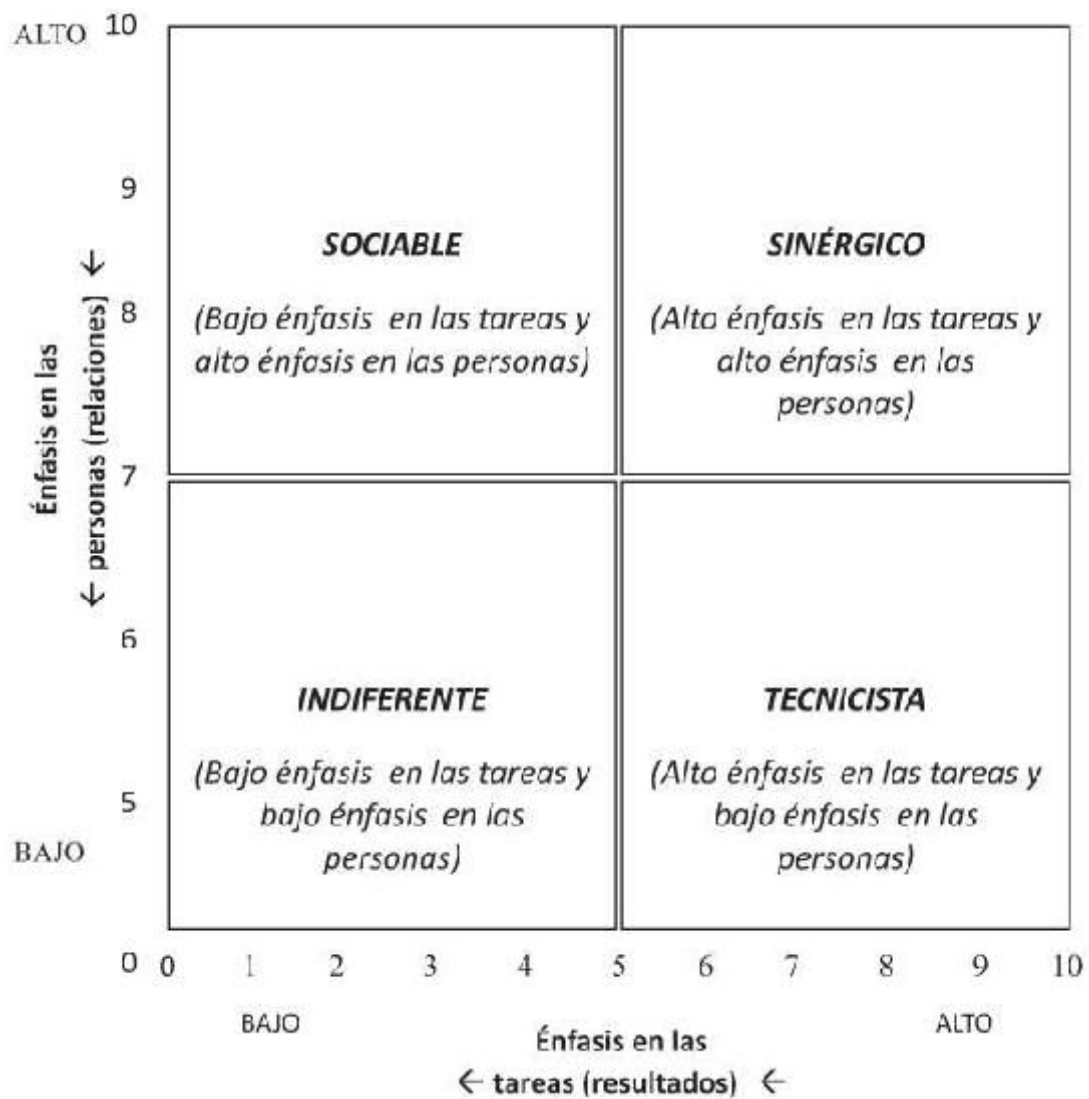 ALTO
10
9
8
7
6
5
BAJO
0
Énfasis en las
← personas (relaciones) ←
SOCIABLE
(Bajo énfasis en las tareas y
alto énfasis en las personas)
SINÉRGICO
(Alto énfasis en las tareas y
alto énfasis en las
personas)
INDIFERENTE
(Bajo énfasis en las tareas y
bajo énfasis en las
personas)
TECNICISTA
(Alto énfasis en las tareas y
bajo énfasis en las
personas)
0 1 2 3 4 5 6 7 8 9 10
BAJO
ALTO
Énfasis en las
← tareas (resultados) ←